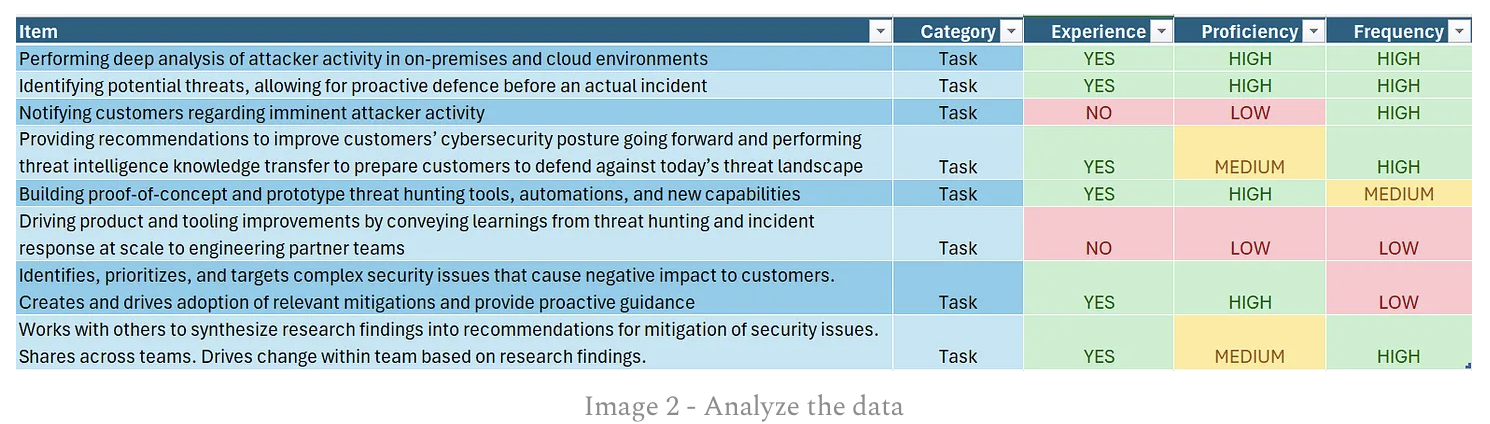 Item Category Experience Proficiency Frequency
Performing deep analysis of attacker activity in on-premises and cloud environments Task YES HIGH HIGH
Identifying potential threats, allowing for proactive defence before an actual incident Task YES HIGH HIGH
Notifying customers regarding imminent attacker activity Task NO LOW HIGH
Providing recommendations to improve customers’ cybersecurity posture going forward and performing
threat intelligence knowledge transfer to prepare customers to defend against today’s threat landscape Task YES MEDIUM HIGH
Building proof-of-concept and prototype threat hunting tools, automations, and new capabilities Task YES HIGH MEDIUM
Driving product and tooling improvements by conveying learnings from threat hunting and incident
response at scale to engineering partner teams Task NO LOW LOW
Identifies, prioritizes, and targets complex security issues that cause negative impact to customers.
Creates and drives adoption of relevant mitigations and provide proactive guidance Task YES HIGH LOW
Works with others to synthesize research findings into recommendations for mitigation of security issues.
Shares across teams. Drives change within team based on research findings. Task YES MEDIUM HIGH
Image 2 - Analyze the data